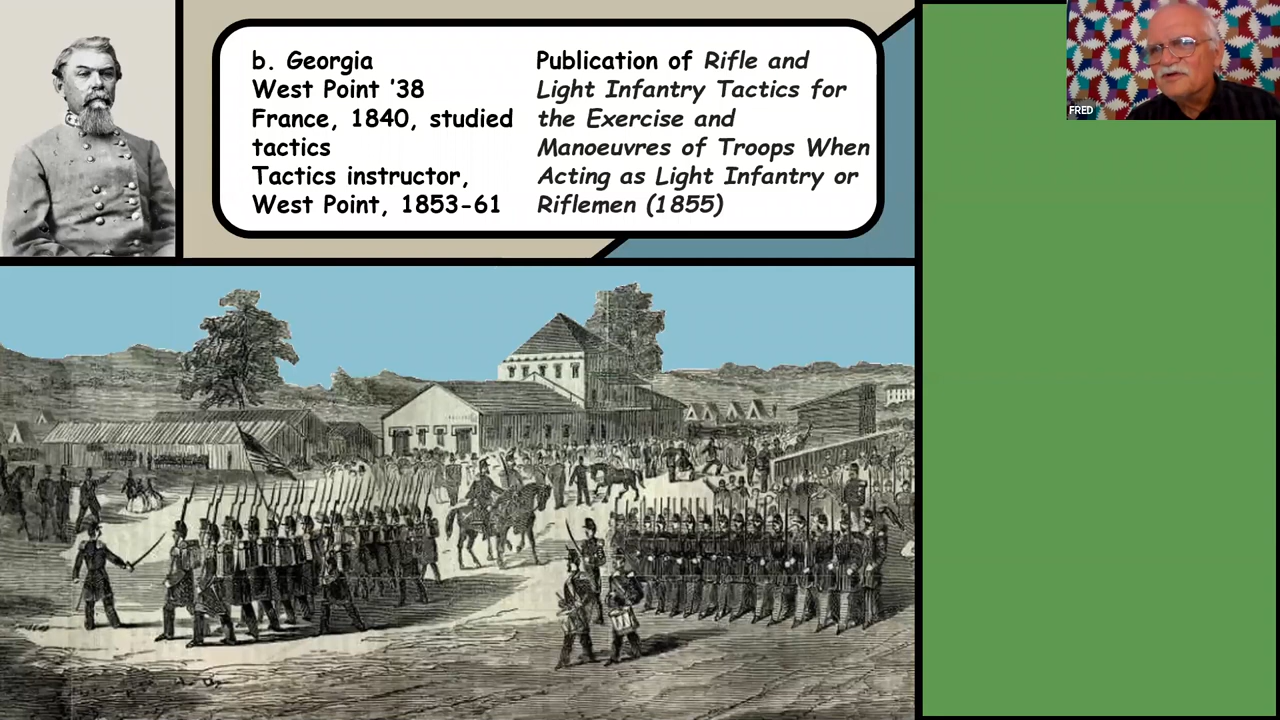 b. Georgia
West Point '38
France, 1840, studied
tactics
Tactics instructor,
West Point, 1853-61
Publication of Rifle and
Light Infantry Tactics for
the Exercise and
Manoeuvres of Troops When
Acting as Light Infantry or
Riflemen (1855)
FRED